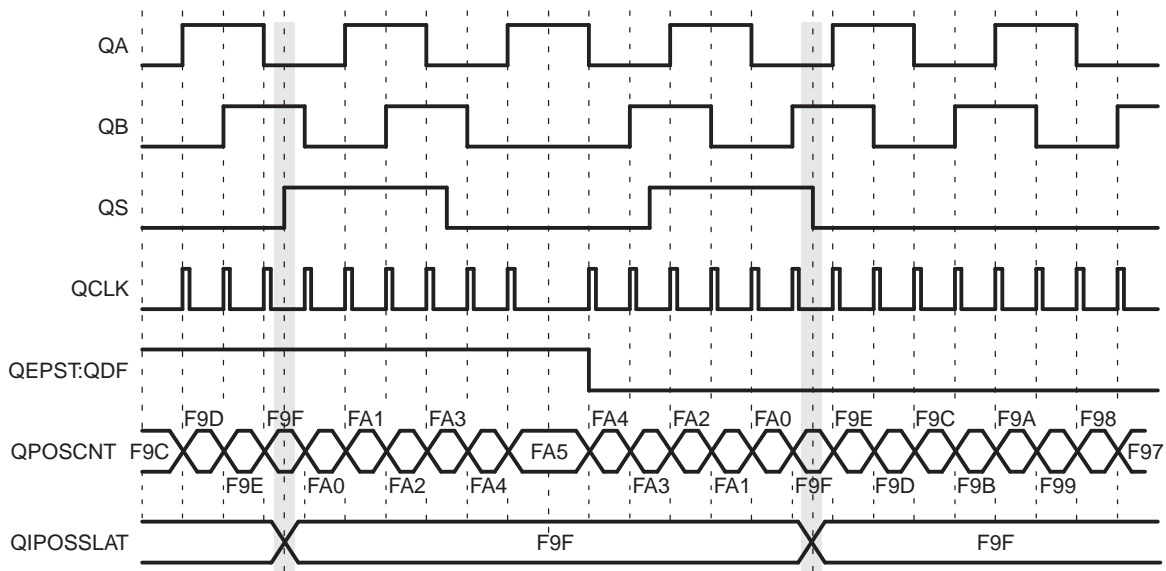 QA
QB
QS
QCLK
QEPST:QDF
F9D F9F FA1 FA3 FA4 FA2 FA0 F9E F9C F9A F98
QPOSCNT F9C FA5 F97
F9E FA0 FA2 FA4 FA3 FA1 F9F F9D F9B F99
QIPOSSLAT F9F F9F